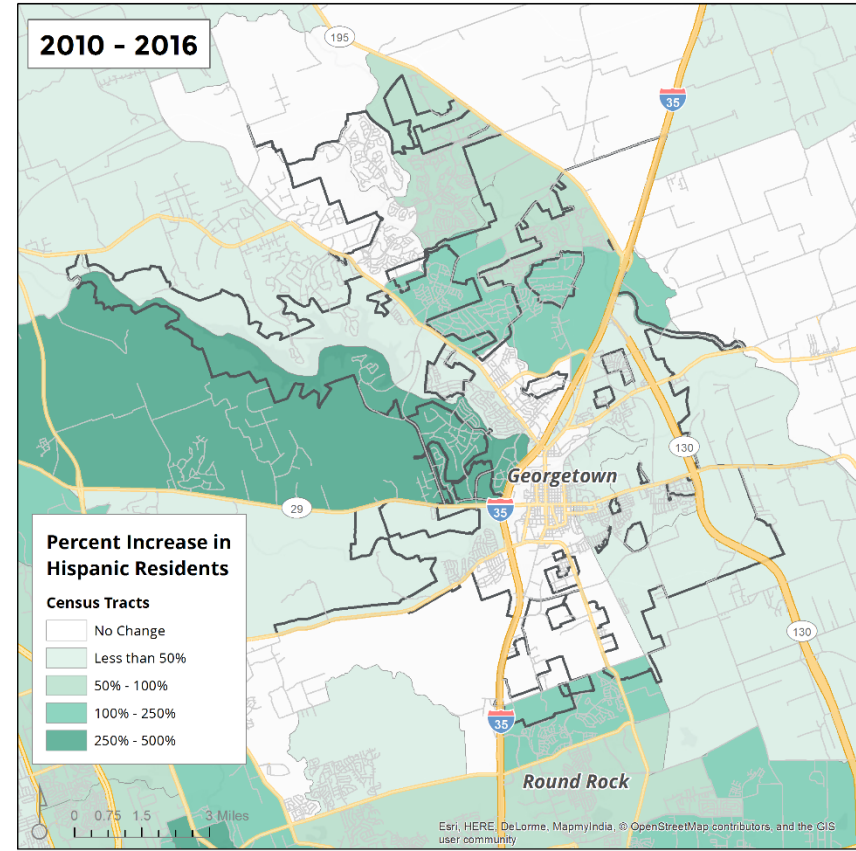 2010 - 2016
195
35
130
Georgetown
29
35
Percent Increase in
Hispanic Residents
Census Tracts
No Change
Less than 50%
50% - 100%
100% - 250%
250% - 500%
130
35
Round Rock
0 0.75 1.5 3 Miles
Esri, HERE, DeLorme, MapmyIndia, © OpenStreetMap contributors, and the GIS
user community